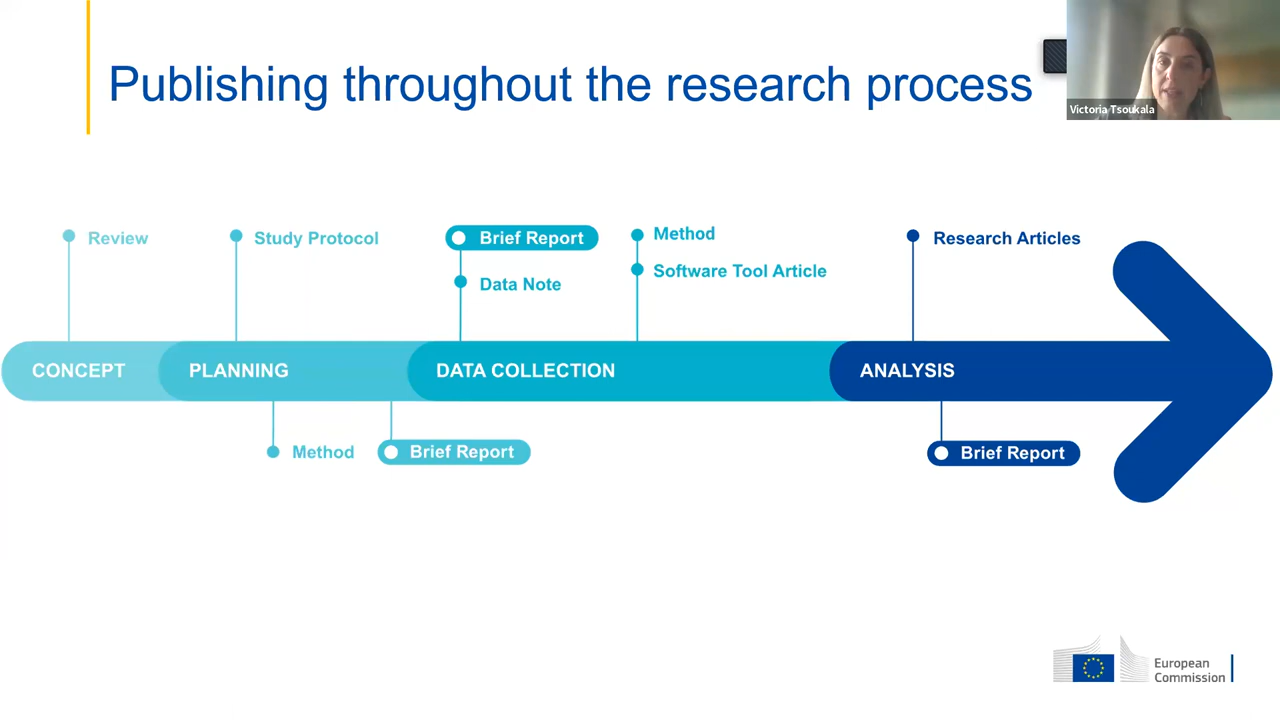 Publishing throughout the research process
Victoria Tsoukala
Review
Study Protocol
Brief Report
Data Note
Method
Software Tool Article
Research Articles
CONCEPT
PLANNING
DATA COLLECTION
ANALYSIS
Method
Brief Report
Brief Report
European
Commission